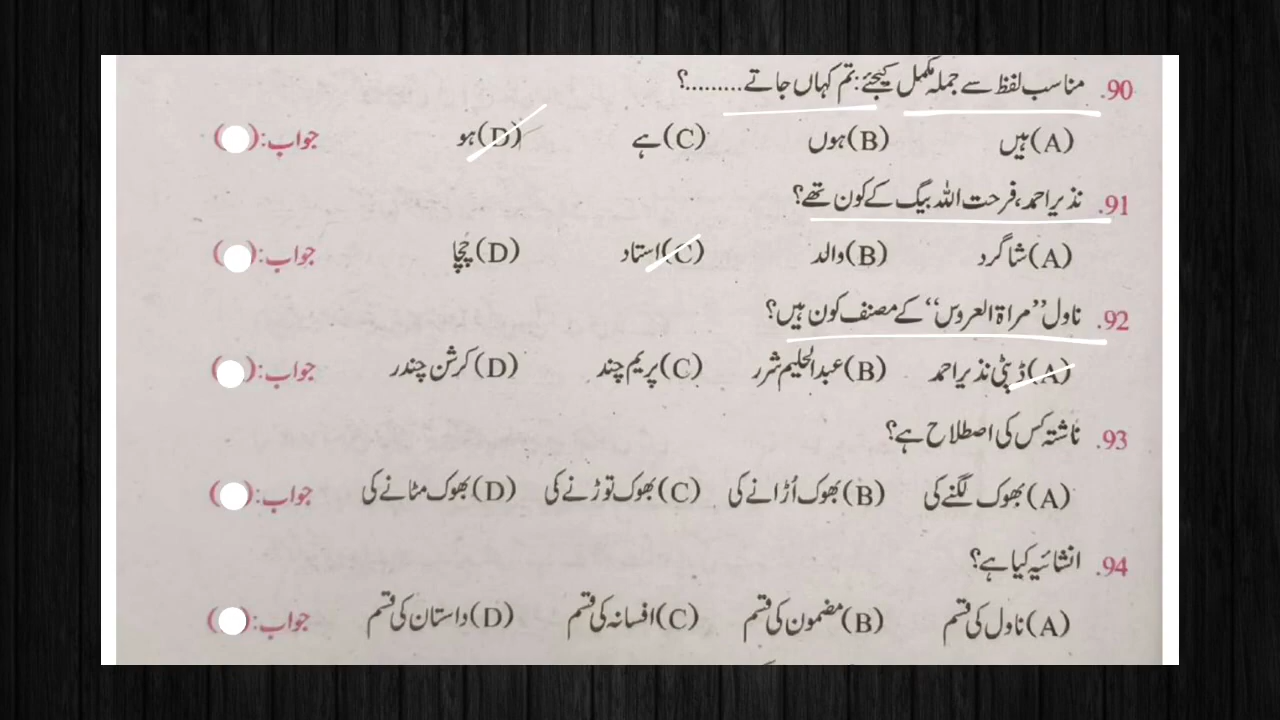 90. مناسب لفظ سے جملہ مکمل کیجئے: تم کہاں جاتے .........؟
(A) ہیں (B) ہوں (C) ہے (D) ہو جواب: ( )
91. نذیر احمد، فرحت اللہ بیگ کے کون تھے؟
(A) شاگرد (B) والد (C) استاد (D) چچا جواب: ( )
92. ناول ”مراۃ العروس“ کے مصنف کون ہیں؟
(A) ڈپٹی نذیر احمد (B) عبدالحلیم شرر (C) پریم چند (D) کرشن چندر جواب: ( )
93. ناشتہ کس کی اصطلاح ہے؟
(A) بھوک لگنے کی (B) بھوک اُڑانے کی (C) بھوک توڑنے کی (D) بھوک مٹانے کی جواب: ( )
94. انشائیہ کیا ہے؟
(A) ناول کی قسم (B) مضمون کی قسم (C) افسانہ کی قسم (D) داستان کی قسم جواب: ( )